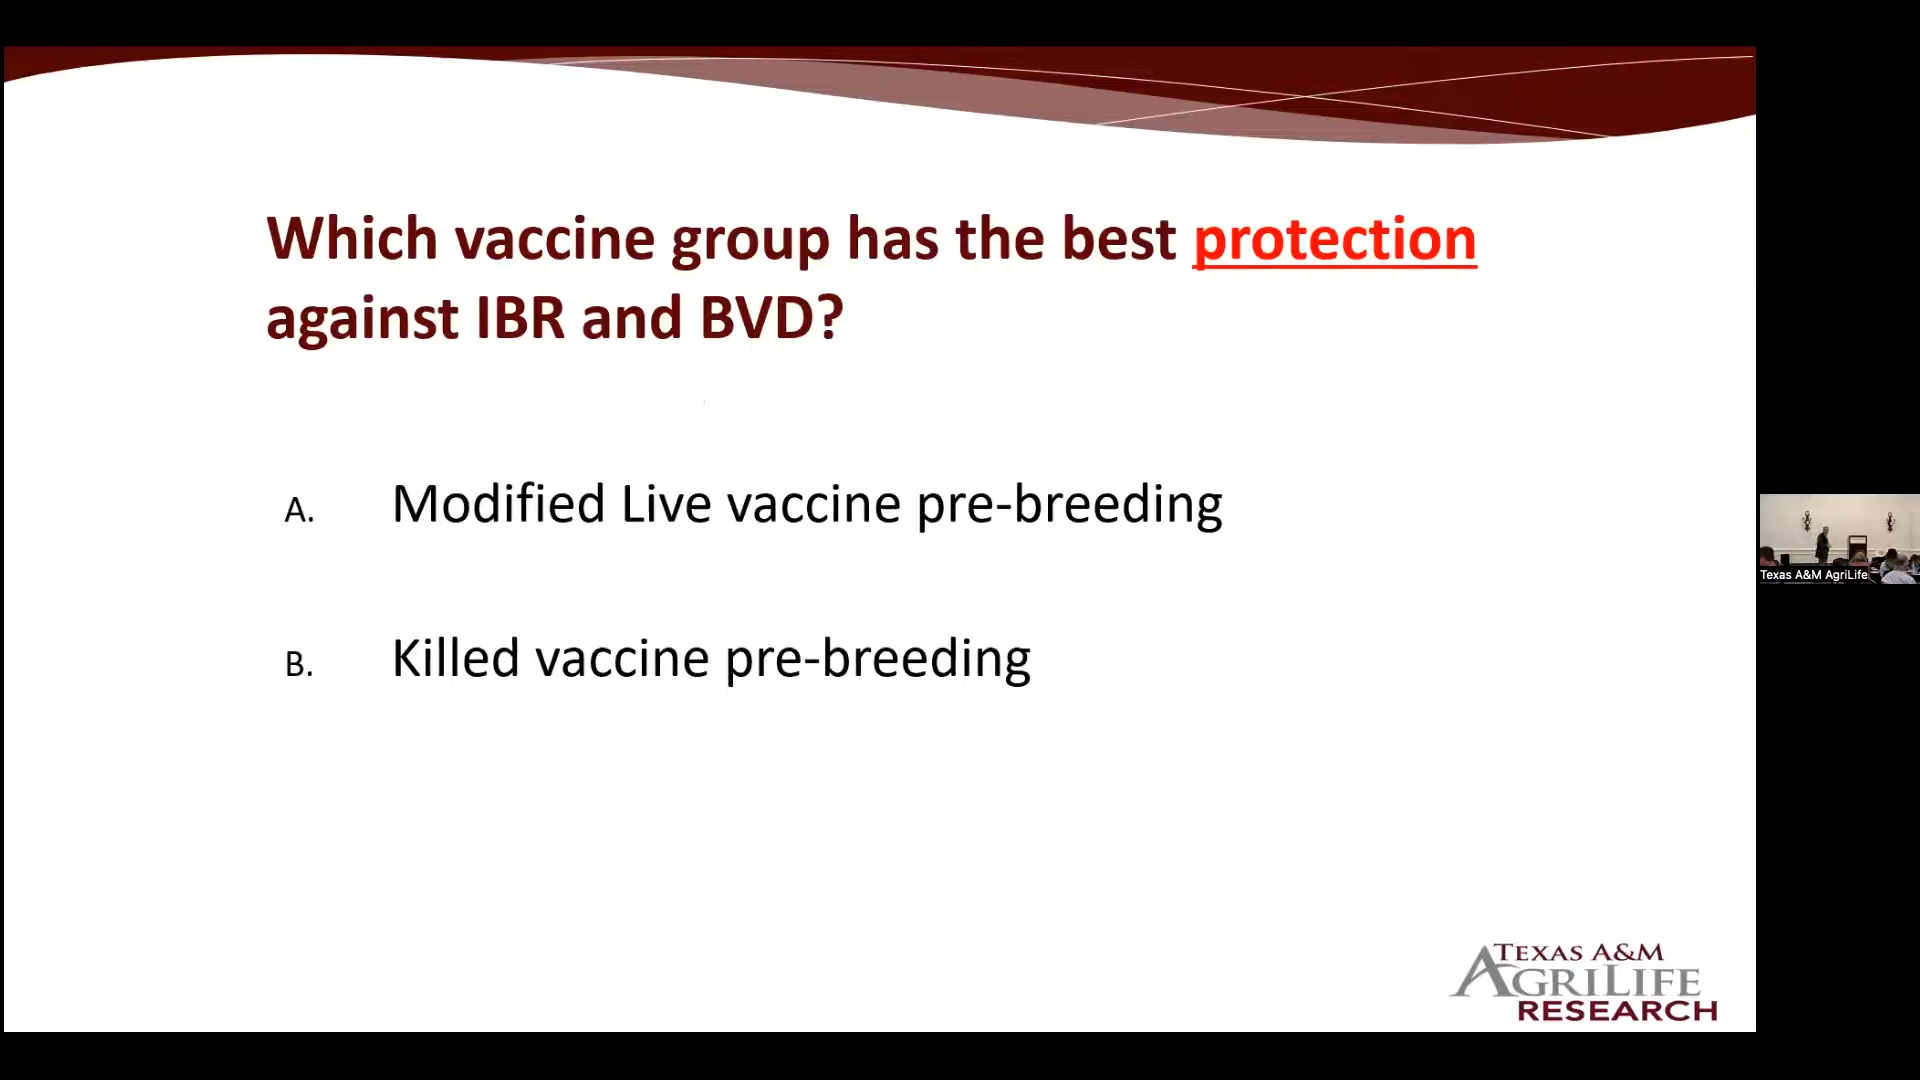 Which vaccine group has the best protection
against IBR and BVD?
A. Modified Live vaccine pre-breeding
B. Killed vaccine pre-breeding
Texas A&M AgriLife
TEXAS A&M
AGRILIFE
RESEARCH